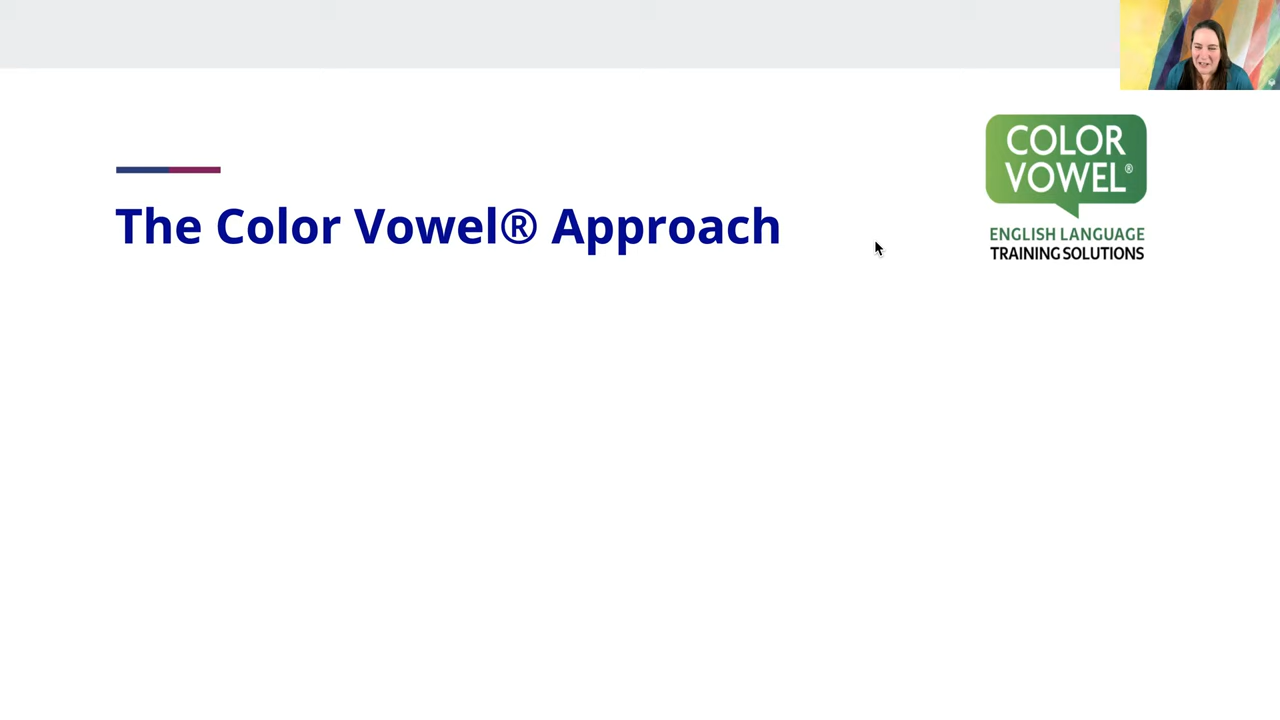 The Color Vowel® Approach
COLOR
VOWEL®
ENGLISH LANGUAGE
TRAINING SOLUTIONS